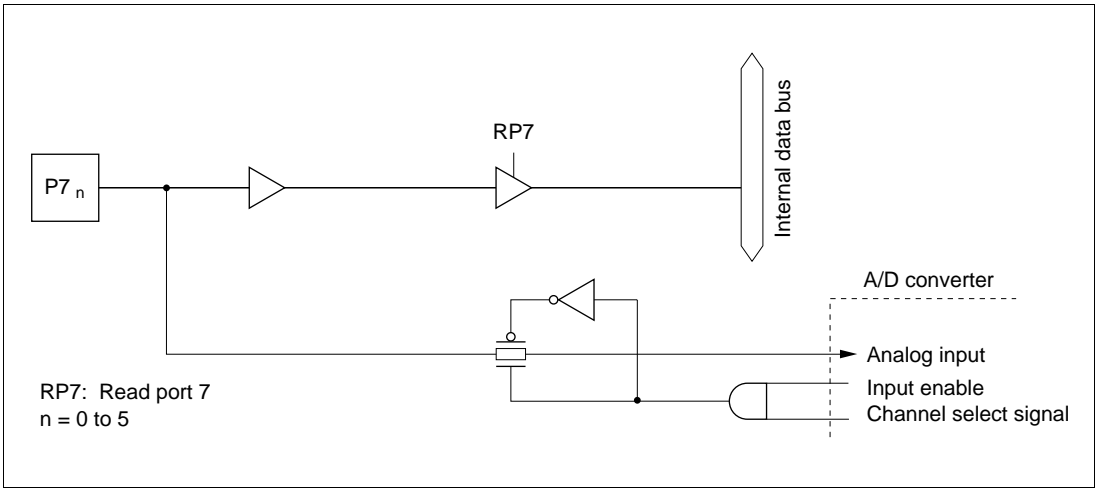 RP7
P7 n
Internal data bus
A/D converter
Analog input
Input enable
Channel select signal
RP7: Read port 7
n = 0 to 5